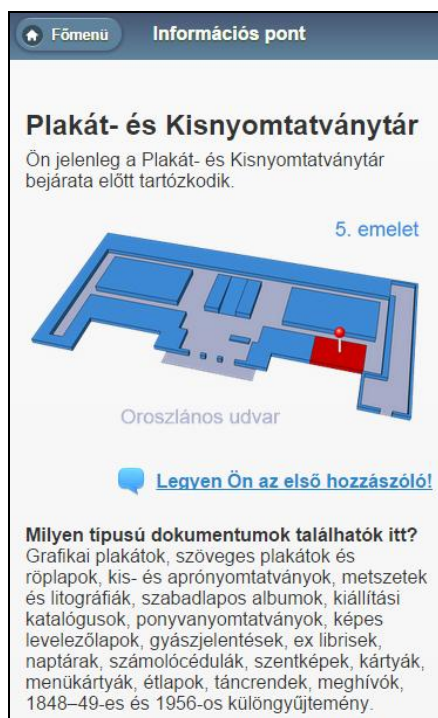 Főmenü
Információs pont
Plakát- és Kisnyomtatványtár
Ön jelenleg a Plakát- és Kisnyomtatványtár
bejárata előtt tartózkodik.
5. emelet
Oroszlános udvar
Legyen Ön az első hozzászóló!
Milyen típusú dokumentumok találhatók itt?
Grafikai plakátok, szöveges plakátok és
röplapok, kis- és aprónyomtatványok, metszetek
és litográfiák, szabadlapos albumok, kiállítási
katalógusok, ponyvanyomtatványok, képes
levelezőlapok, gyászjelentések, ex librisek,
naptárak, számolócédulák, szentképek, kártyák,
menükártyák, étlapok, táncrendek, meghívók,
1848–49-es és 1956-os különgyűjtemény.